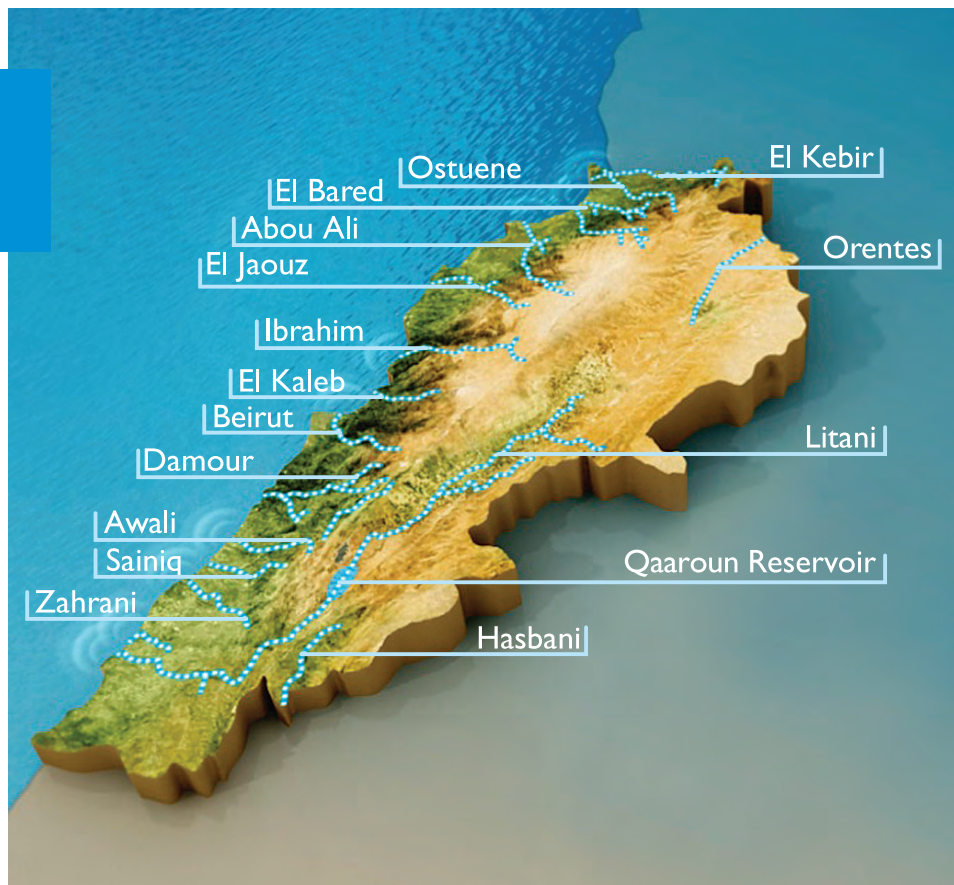 El Kebir
Ostuene
El Bared
Abou Ali
Orentes
El Jaouz
Ibrahim
El Kaleb
Beirut
Litani
Damour
Awali
Sainiq
Qaaroun Reservoir
Zahrani
Hasbani